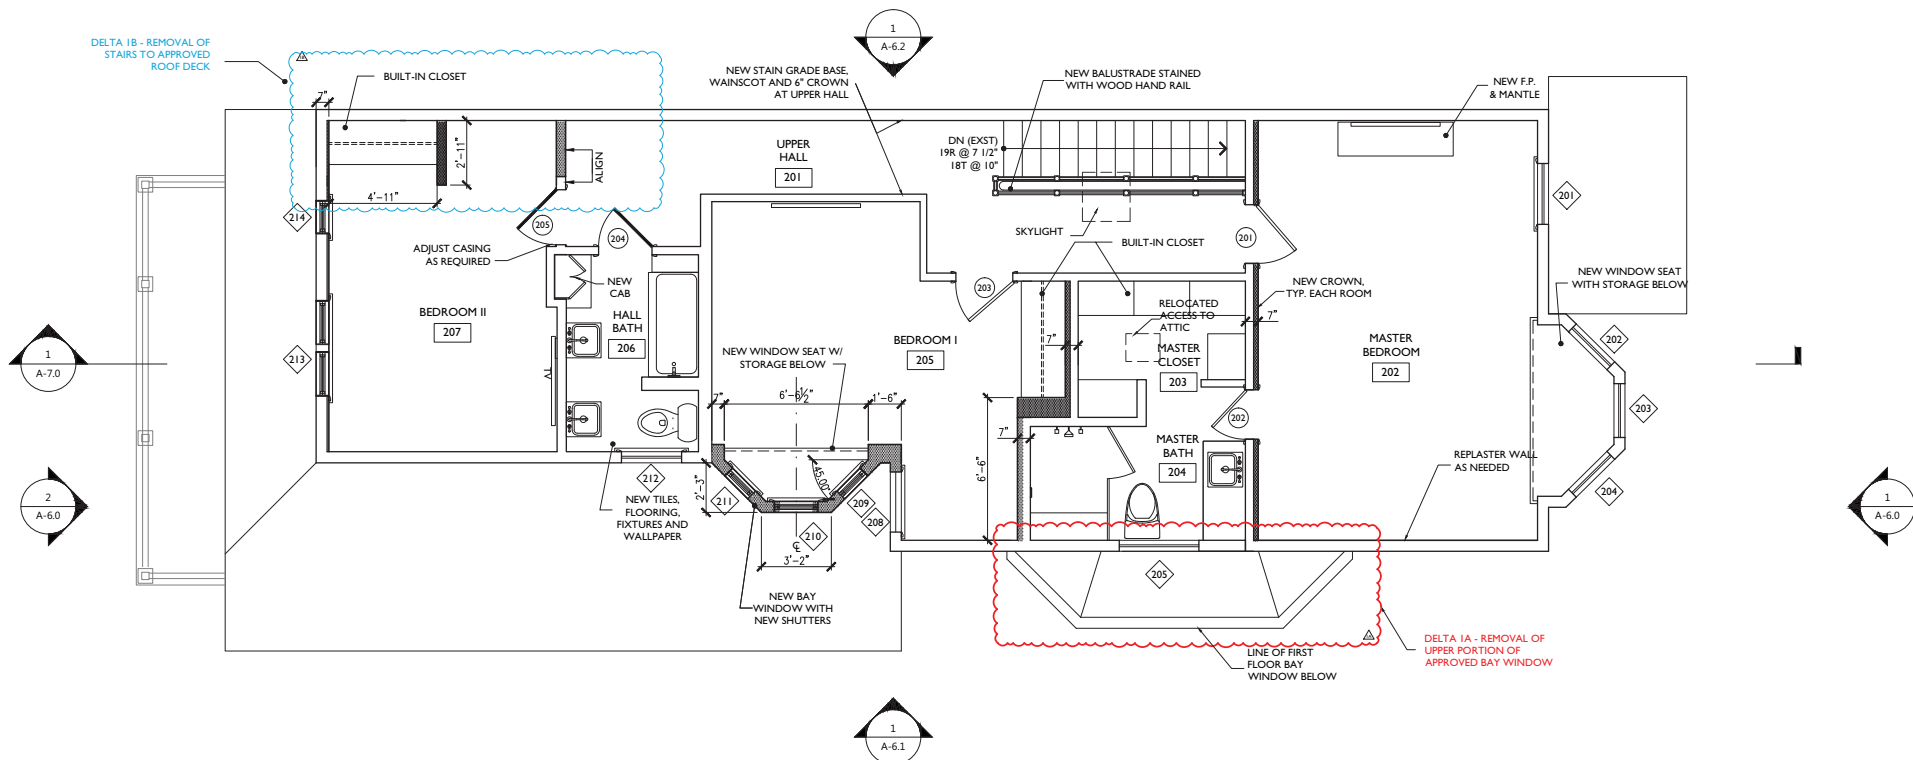 1
A-6.2
DELTA 1B - REMOVAL OF
STAIRS TO APPROVED
ROOF DECK
BUILT-IN CLOSET
NEW STAIN GRADE BASE,
WAINSCOT AND 6" CROWN
AT UPPER HALL
NEW BALUSTRADE STAINED
WITH WOOD HAND RAIL
NEW F.P.
& MANTLE
7"
2'-11"
4'-11"
ALIGN
UPPER
HALL
201
DN (EXST)
19R @ 7 1/2"
18T @ 10"
SKYLIGHT
BUILT-IN CLOSET
201
201
214
205
204
ADJUST CASING
AS REQUIRED
NEW
CAB
203
NEW CROWN,
TYP. EACH ROOM
NEW WINDOW SEAT
WITH STORAGE BELOW
RELOCATED
ACCESS TO
ATTIC
7"
7"
BEDROOM II
207
HALL
BATH
206
BEDROOM I
205
MASTER
CLOSET
203
MASTER
BEDROOM
202
202
213
TV
NEW WINDOW SEAT W/
STORAGE BELOW
7"
6'-6½"
1'-6"
1
A-7.0
203
202
7"
MASTER
BATH
204
6'-6"
REPLASTER WALL
AS NEEDED
204
2
A-6.0
1
A-6.0
212
NEW TILES,
FLOORING,
FIXTURES AND
WALLPAPER
2'-3"
45.00°
211
209
208
210
℄
3'-2"
205
NEW BAY
WINDOW WITH
NEW SHUTTERS
LINE OF FIRST
FLOOR BAY
WINDOW BELOW
DELTA 1A - REMOVAL OF
UPPER PORTION OF
APPROVED BAY WINDOW
1
A-6.1